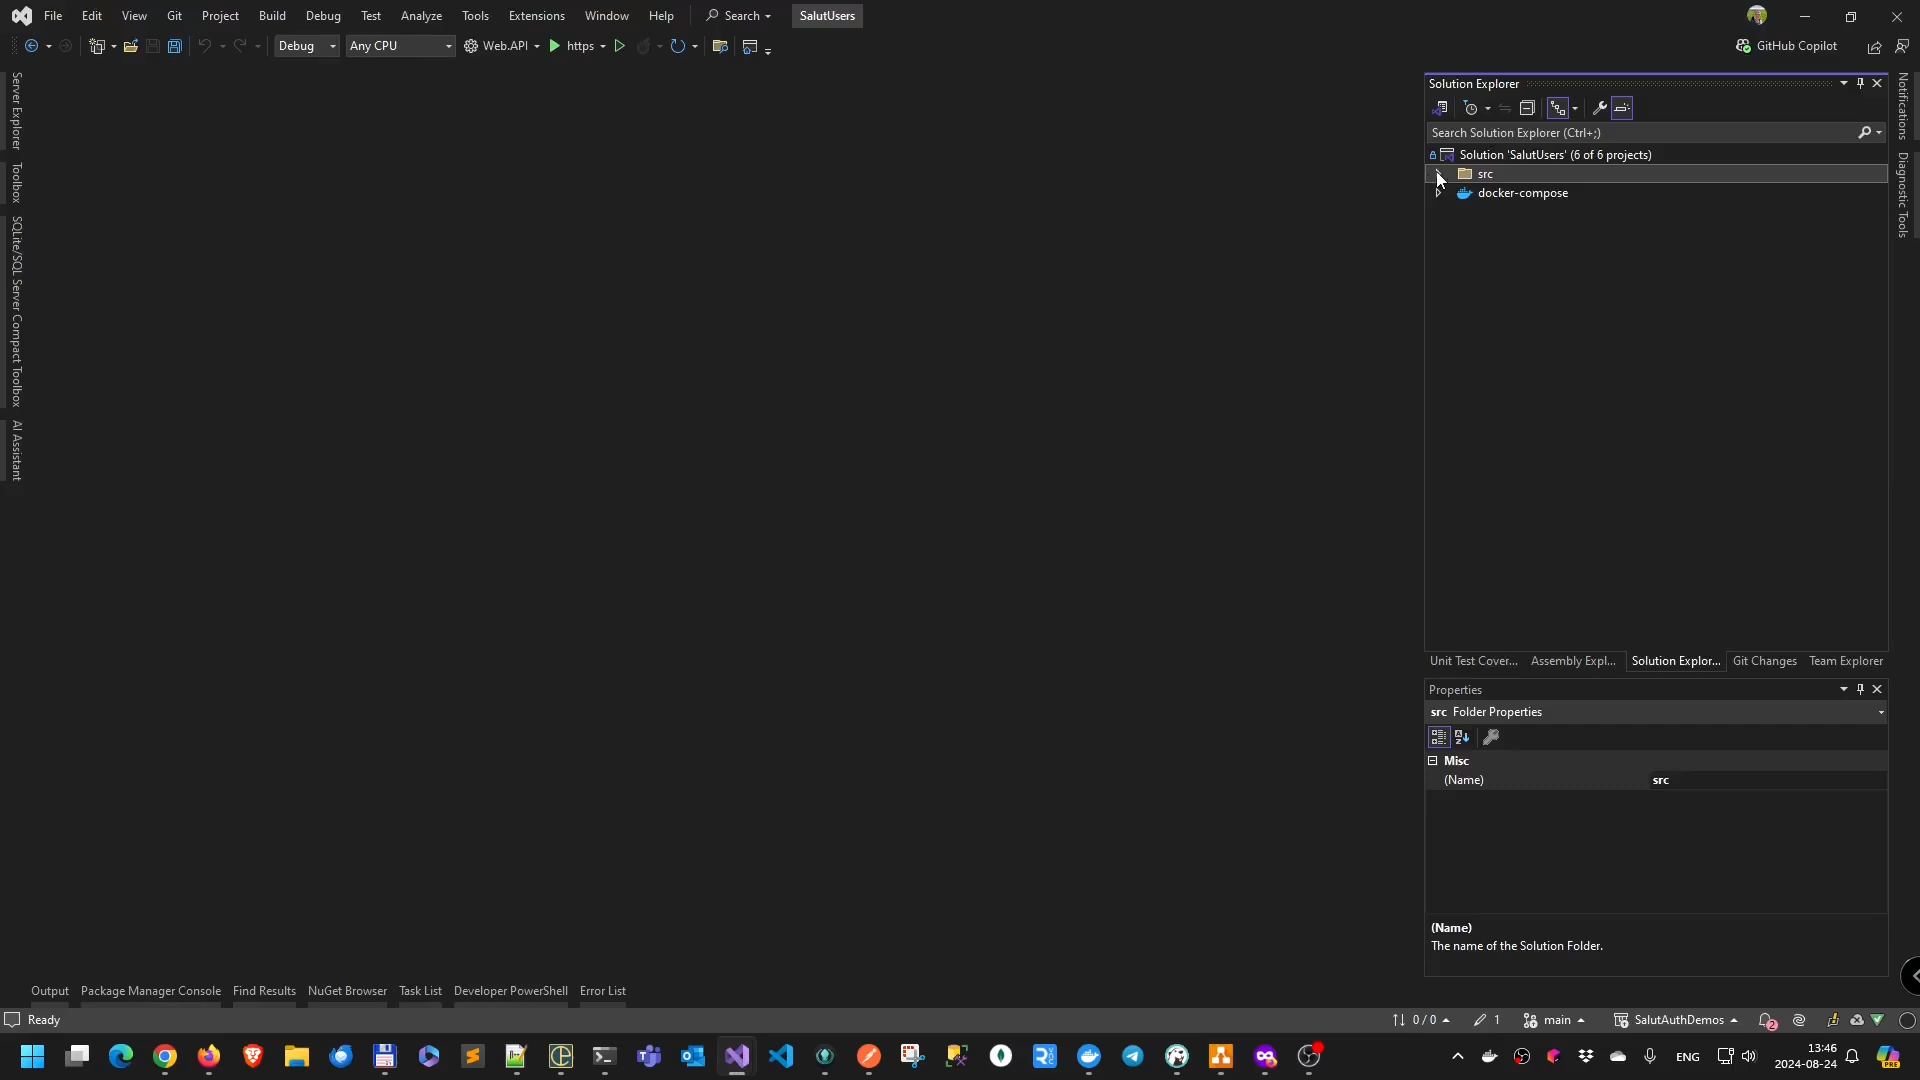 File Edit View Git Project Build Debug Test Analyze Tools Extensions Window Help Search SalutUsers
Debug Any CPU Web.API https GitHub Copilot
Server Explorer
Toolbox
SQLite/SQL Server Compact Toolbox
AI Assistant
Solution Explorer
Search Solution Explorer (Ctrl+;)
Solution 'SalutUsers' (6 of 6 projects)
src
docker-compose
Notifications
Diagnostic Tools
Unit Test Cover... Assembly Expl... Solution Explor... Git Changes Team Explorer
Properties
src Folder Properties
Misc
(Name) src
(Name)
The name of the Solution Folder.
Output Package Manager Console Find Results NuGet Browser Task List Developer PowerShell Error List
Ready 0 / 0 1 main SalutAuthDemos 2
ENG 13:46
2024-08-24
PRE